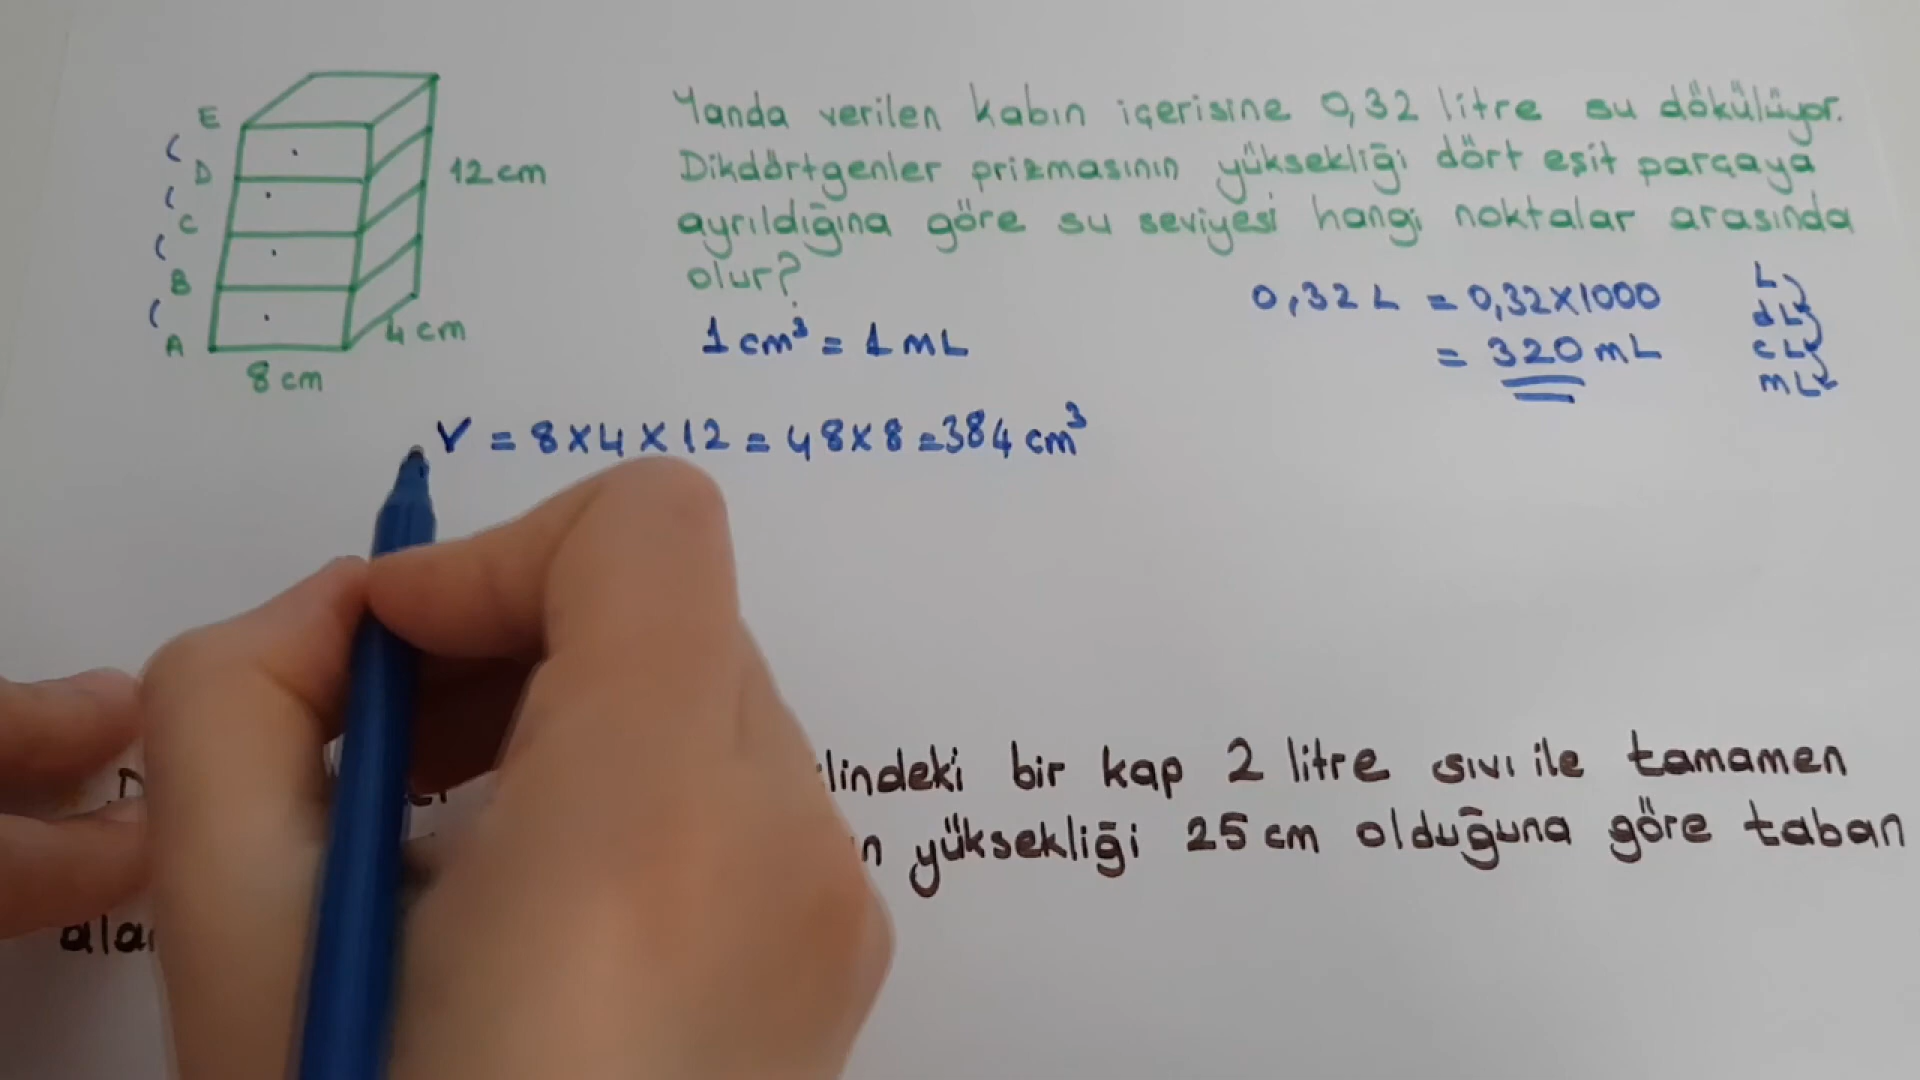 Yanda verilen kabın içerisine 0,32 litre su dökülüyor.
Dikdörtgenler prizmasının yüksekliği dört eşit parçaya
ayrıldığına göre su seviyesi hangi noktalar arasında
olur?
E
D
C
B
A
12 cm
4 cm
8 cm
1 cm³ = 1 mL
0,32 L = 0,32x1000
= 320 mL
L
dL
cL
mL
V = 8x4x12 = 48x8 = 384 cm³
bir kap 2 litre sıvı ile tamamen
yüksekliği 25 cm olduğuna göre taban